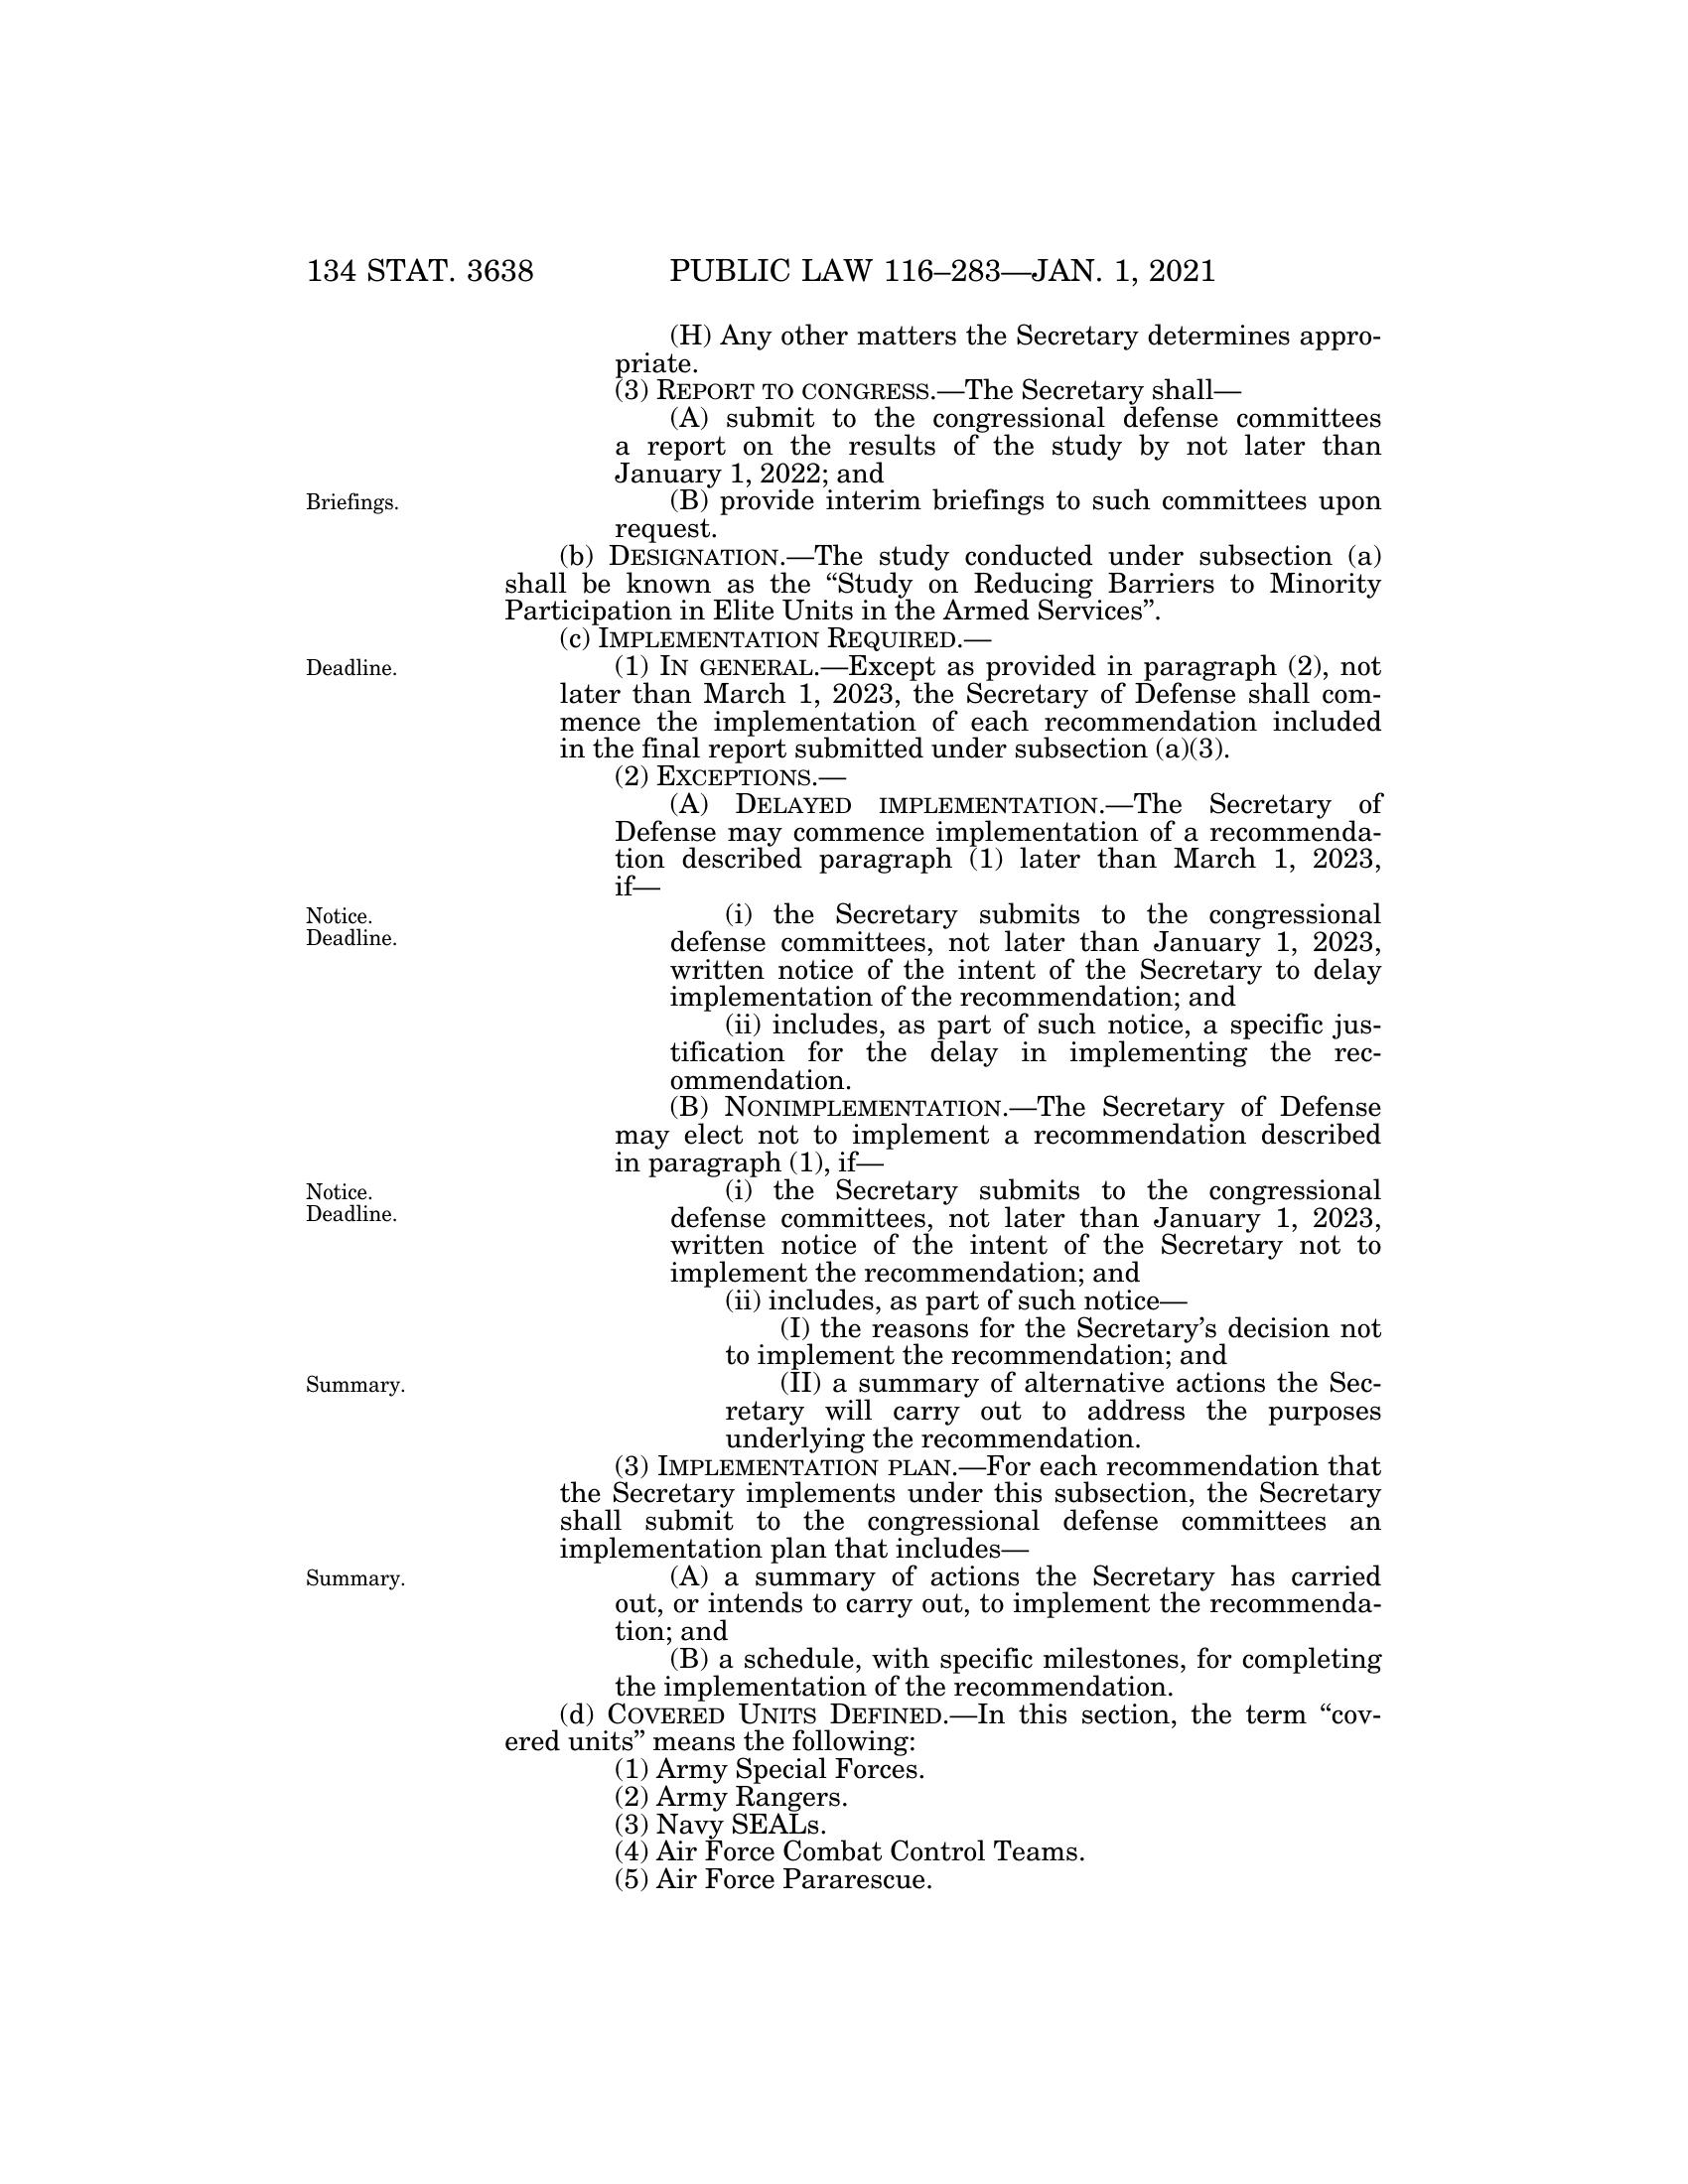 134 STAT. 3638 PUBLIC LAW 116–283—JAN. 1, 2021
(H) Any other matters the Secretary determines appro-
priate.
(3) REPORT TO CONGRESS.—The Secretary shall—
(A) submit to the congressional defense committees
a report on the results of the study by not later than
January 1, 2022; and
Briefings.
(B) provide interim briefings to such committees upon
request.
(b) DESIGNATION.—The study conducted under subsection (a)
shall be known as the “Study on Reducing Barriers to Minority
Participation in Elite Units in the Armed Services”.
(c) IMPLEMENTATION REQUIRED.—
Deadline.
(1) IN GENERAL.—Except as provided in paragraph (2), not
later than March 1, 2023, the Secretary of Defense shall com-
mence the implementation of each recommendation included
in the final report submitted under subsection (a)(3).
(2) EXCEPTIONS.—
(A) DELAYED IMPLEMENTATION.—The Secretary of
Defense may commence implementation of a recommenda-
tion described paragraph (1) later than March 1, 2023,
if—
Notice.
Deadline.
(i) the Secretary submits to the congressional
defense committees, not later than January 1, 2023,
written notice of the intent of the Secretary to delay
implementation of the recommendation; and
(ii) includes, as part of such notice, a specific jus-
tification for the delay in implementing the rec-
ommendation.
(B) NONIMPLEMENTATION.—The Secretary of Defense
may elect not to implement a recommendation described
in paragraph (1), if—
Notice.
Deadline.
(i) the Secretary submits to the congressional
defense committees, not later than January 1, 2023,
written notice of the intent of the Secretary not to
implement the recommendation; and
(ii) includes, as part of such notice—
(I) the reasons for the Secretary’s decision not
to implement the recommendation; and
Summary.
(II) a summary of alternative actions the Sec-
retary will carry out to address the purposes
underlying the recommendation.
(3) IMPLEMENTATION PLAN.—For each recommendation that
the Secretary implements under this subsection, the Secretary
shall submit to the congressional defense committees an
implementation plan that includes—
Summary.
(A) a summary of actions the Secretary has carried
out, or intends to carry out, to implement the recommenda-
tion; and
(B) a schedule, with specific milestones, for completing
the implementation of the recommendation.
(d) COVERED UNITS DEFINED.—In this section, the term “cov-
ered units” means the following:
(1) Army Special Forces.
(2) Army Rangers.
(3) Navy SEALs.
(4) Air Force Combat Control Teams.
(5) Air Force Pararescue.